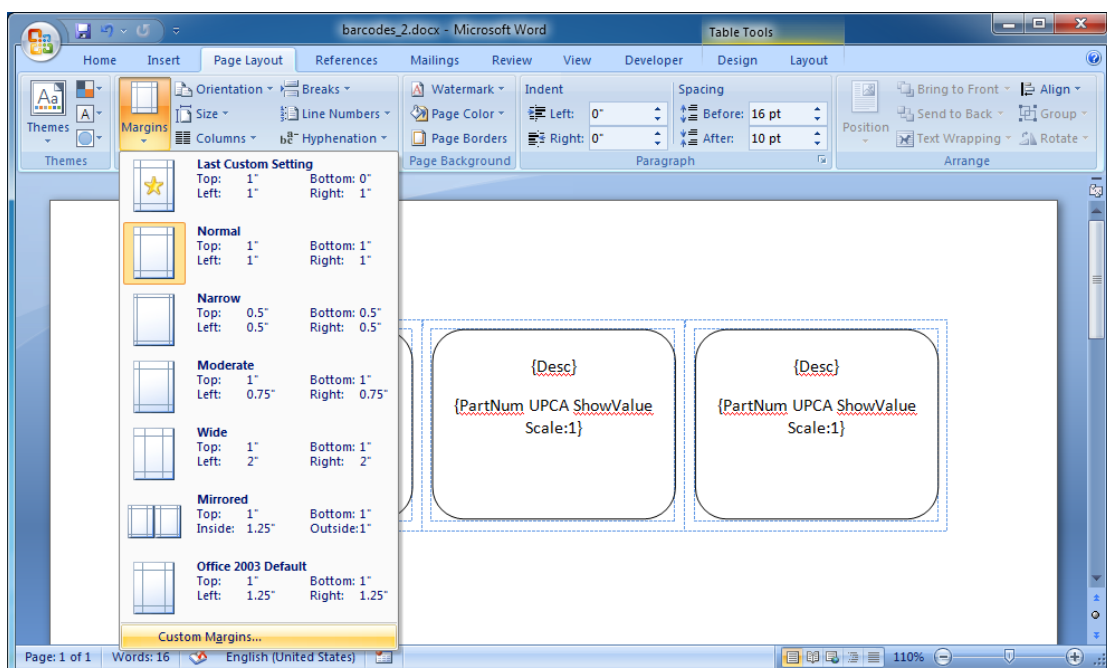 barcodes_2.docx - Microsoft Word
Table Tools
Home Insert Page Layout References Mailings Review View Developer Design Layout
Aa
Themes
A
Themes
Margins
Orientation
Size
Columns
Breaks
Line Numbers
Hyphenation
Watermark
Page Color
Page Borders
Page Background
Indent
Left: 0"
Right: 0"
Spacing
Before: 16 pt
After: 10 pt
Paragraph
Position
Bring to Front
Send to Back
Text Wrapping
Align
Group
Rotate
Arrange
Last Custom Setting
Top: 1" Bottom: 0"
Left: 1" Right: 1"
Normal
Top: 1" Bottom: 1"
Left: 1" Right: 1"
Narrow
Top: 0.5" Bottom: 0.5"
Left: 0.5" Right: 0.5"
Moderate
Top: 1" Bottom: 1"
Left: 0.75" Right: 0.75"
Wide
Top: 1" Bottom: 1"
Left: 2" Right: 2"
Mirrored
Top: 1" Bottom: 1"
Inside: 1.25" Outside:1"
Office 2003 Default
Top: 1" Bottom: 1"
Left: 1.25" Right: 1.25"
Custom Margins...
{Desc}
{PartNum UPCA ShowValue
Scale:1}
{Desc}
{PartNum UPCA ShowValue
Scale:1}
Page: 1 of 1 Words: 16 English (United States) 110%